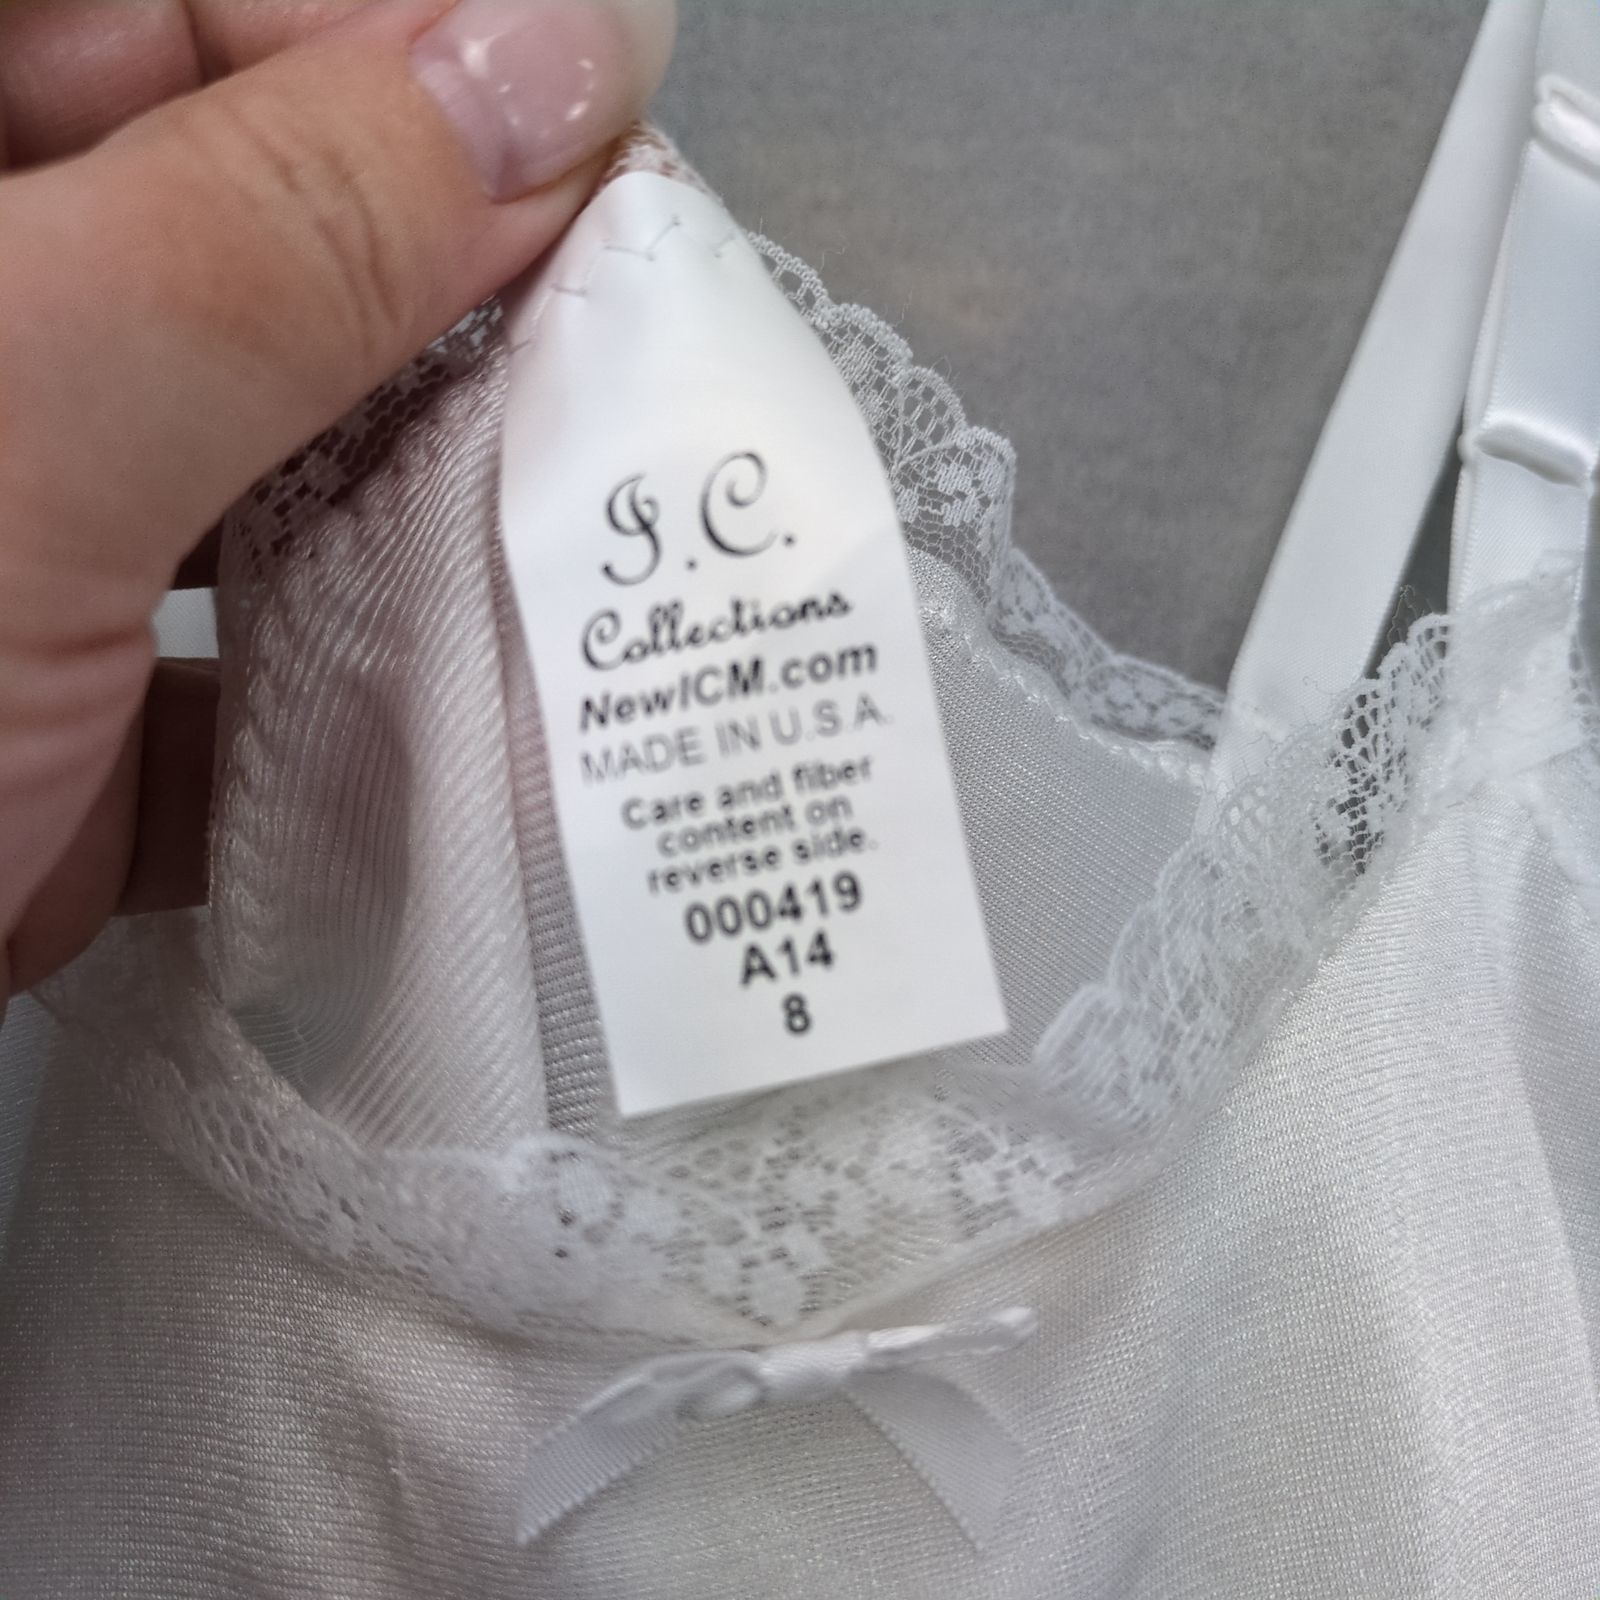 I.C.
Collections
NewICM.com
MADE IN U.S.A.
Care and fiber
content on
reverse side.
000419
A14
8